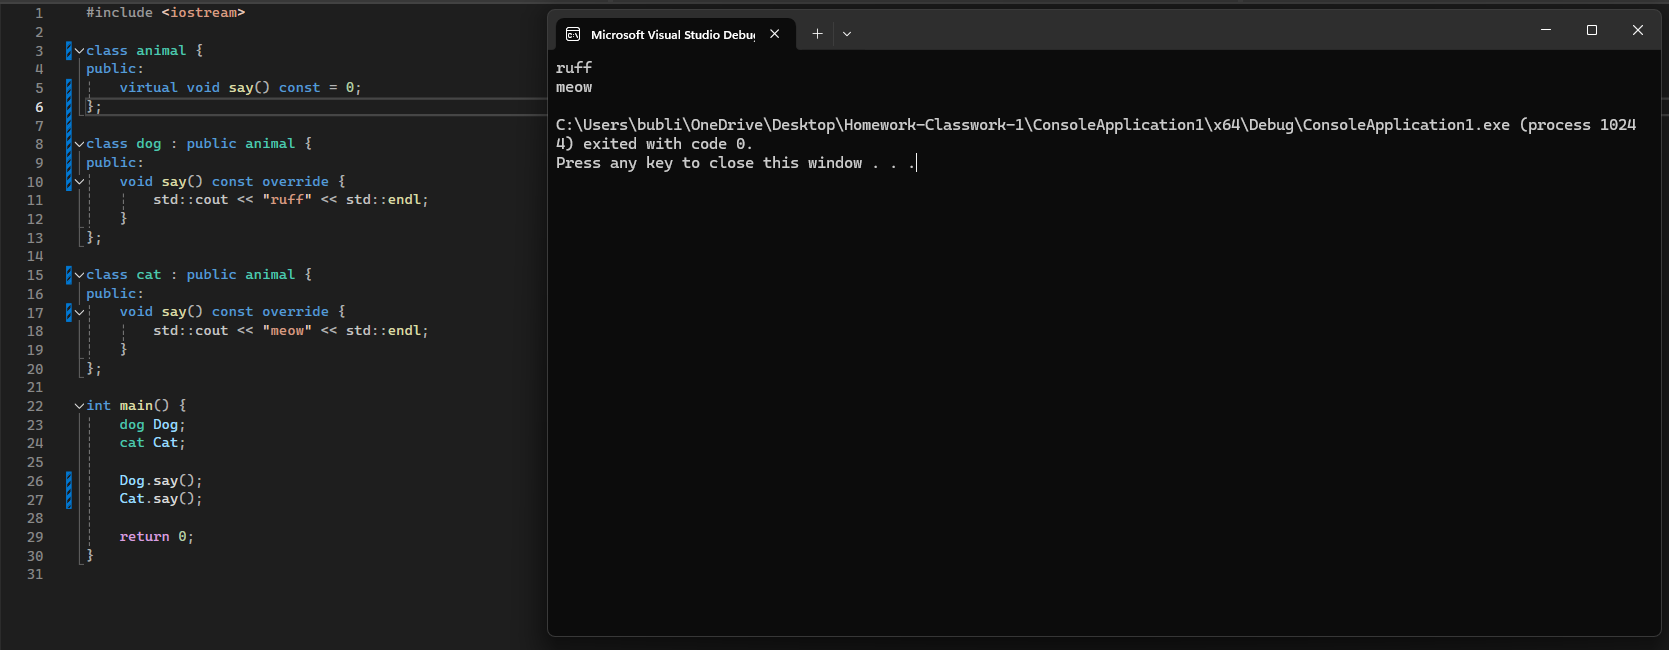 1 #include <iostream>
2
3 class animal {
4 public:
5     virtual void say() const = 0;
6 };
7
8 class dog : public animal {
9 public:
10     void say() const override {
11         std::cout << "ruff" << std::endl;
12     }
13 };
14
15 class cat : public animal {
16 public:
17     void say() const override {
18         std::cout << "meow" << std::endl;
19     }
20 };
21
22 int main() {
23     dog Dog;
24     cat Cat;
25
26     Dog.say();
27     Cat.say();
28
29     return 0;
30 }
31
Microsoft Visual Studio Debu
ruff
meow
C:\Users\bubli\OneDrive\Desktop\Homework-Classwork-1\ConsoleApplication1\x64\Debug\ConsoleApplication1.exe (process 1024
4) exited with code 0.
Press any key to close this window . . .